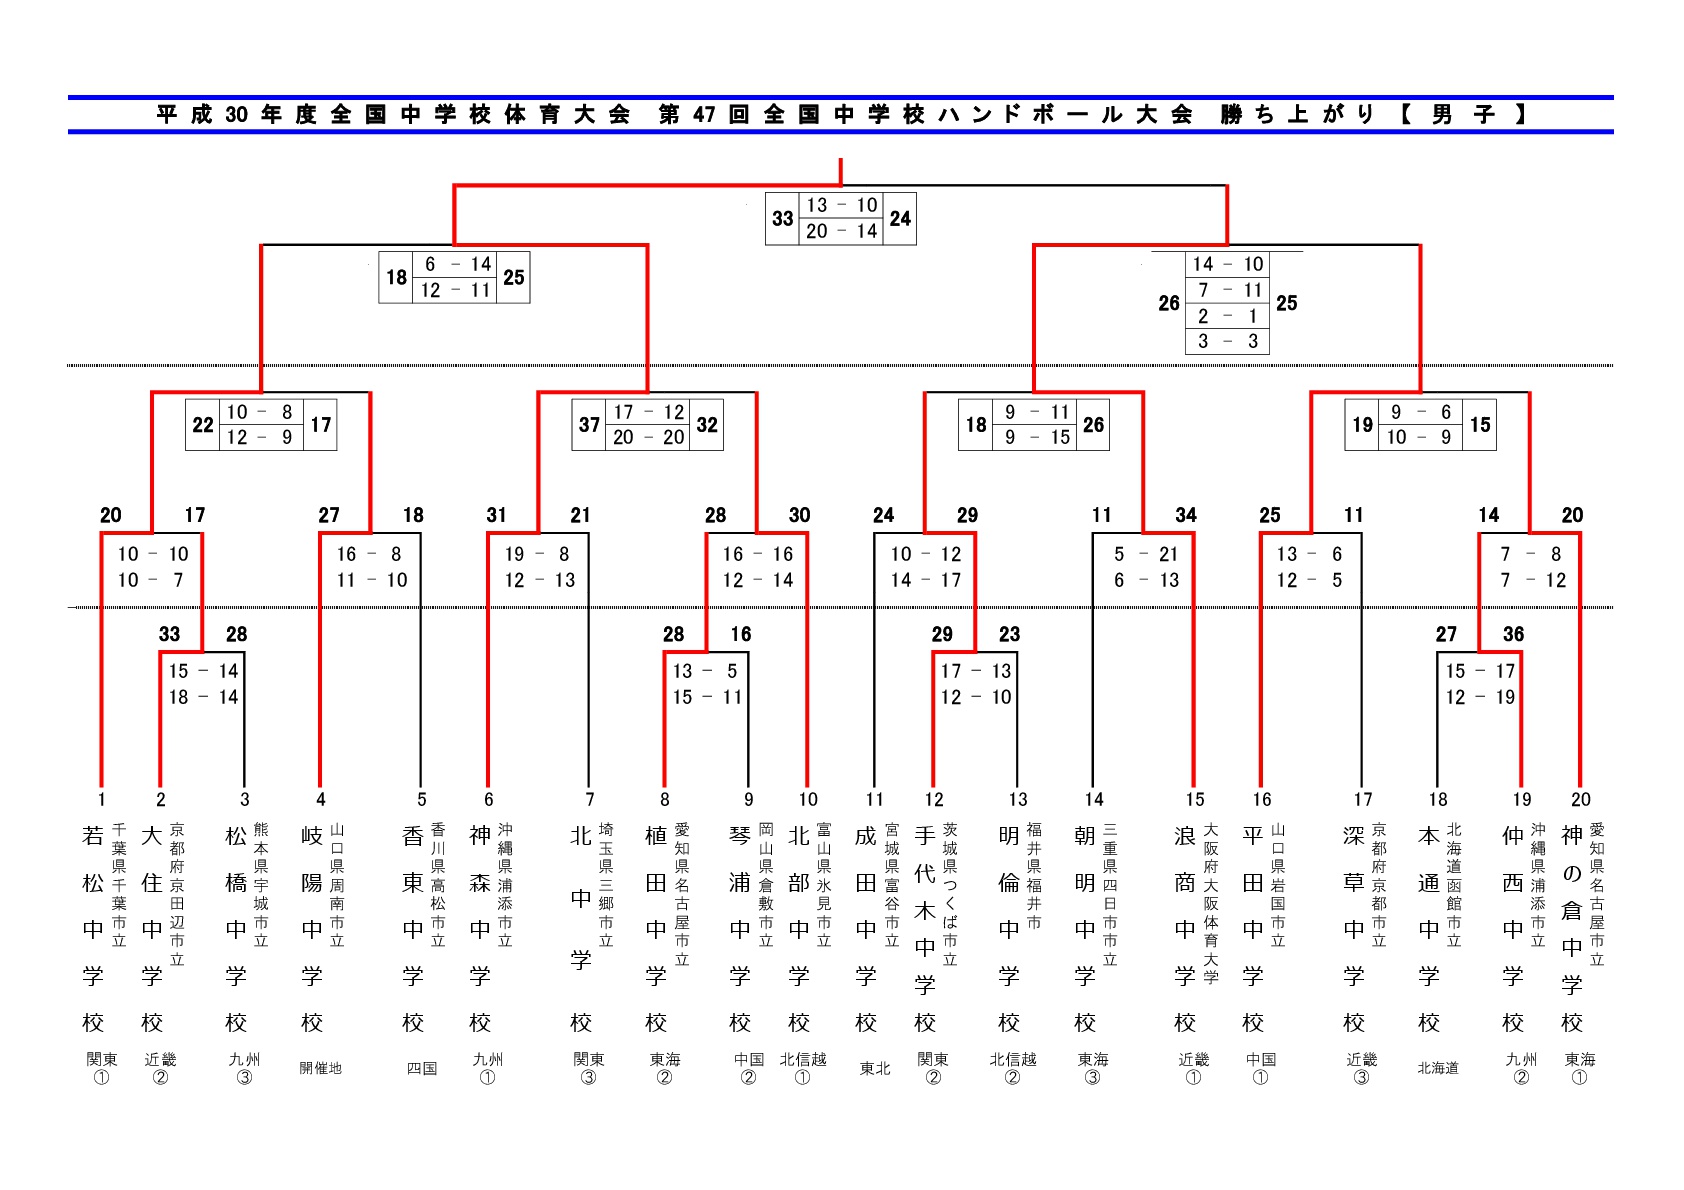 平成30年度全国中学校体育大会 第47回全国中学校ハンドボール大会 勝ち上がり【 男子 】
33 13 - 10 24
20 - 14
18 6 - 14 25
12 - 11
26 14 - 10 25
7 - 11
2 - 1
3 - 3
22 10 - 8 17
12 - 9
37 17 - 12 32
20 - 20
18 9 - 11 26
9 - 15
19 9 - 6 15
10 - 9
20 17 27 18 31 21 28 30 24 29 11 34 25 11 14 20
10 - 10 16 - 8 19 - 8 16 - 16 10 - 12 5 - 21 13 - 6 7 - 8
10 - 7 11 - 10 12 - 13 12 - 14 14 - 17 6 - 13 12 - 5 7 - 12
33 28 28 16 29 23 27 36
15 - 14 13 - 5 17 - 13 15 - 17
18 - 14 15 - 11 12 - 10 12 - 19
1 2 3 4 5 6 7 8 9 10 11 12 13 14 15 16 17 18 19 20
千葉県千葉市立
若松中学校
京都府京田辺市立
大住中学校
熊本県宇城市立
松橋中学校
山口県周南市立
岐陽中学校
香川県高松市立
香東中学校
沖縄県浦添市立
神森中学校
埼玉県三郷市立
北中学校
愛知県名古屋市立
植田中学校
岡山県倉敷市立
琴浦中学校
富山県氷見市立
北部中学校
宮城県富谷市立
成田中学校
茨城県つくば市立
手代木中学校
福井県福井市
明倫中学校
三重県四日市市立
朝明中学校
大阪府大阪体育大学
浪商中学校
山口県岩国市立
平田中学校
京都府京都市立
深草中学校
北海道函館市立
本通中学校
沖縄県浦添市立
仲西中学校
愛知県名古屋市立
神の倉中学校
関東 近畿 九州 開催地 四国 九州 関東 東海 中国 北信越 東北 関東 北信越 東海 近畿 中国 近畿 北海道 九州 東海
① ② ③ ① ③ ② ② ① ② ② ③ ① ① ③ ② ①